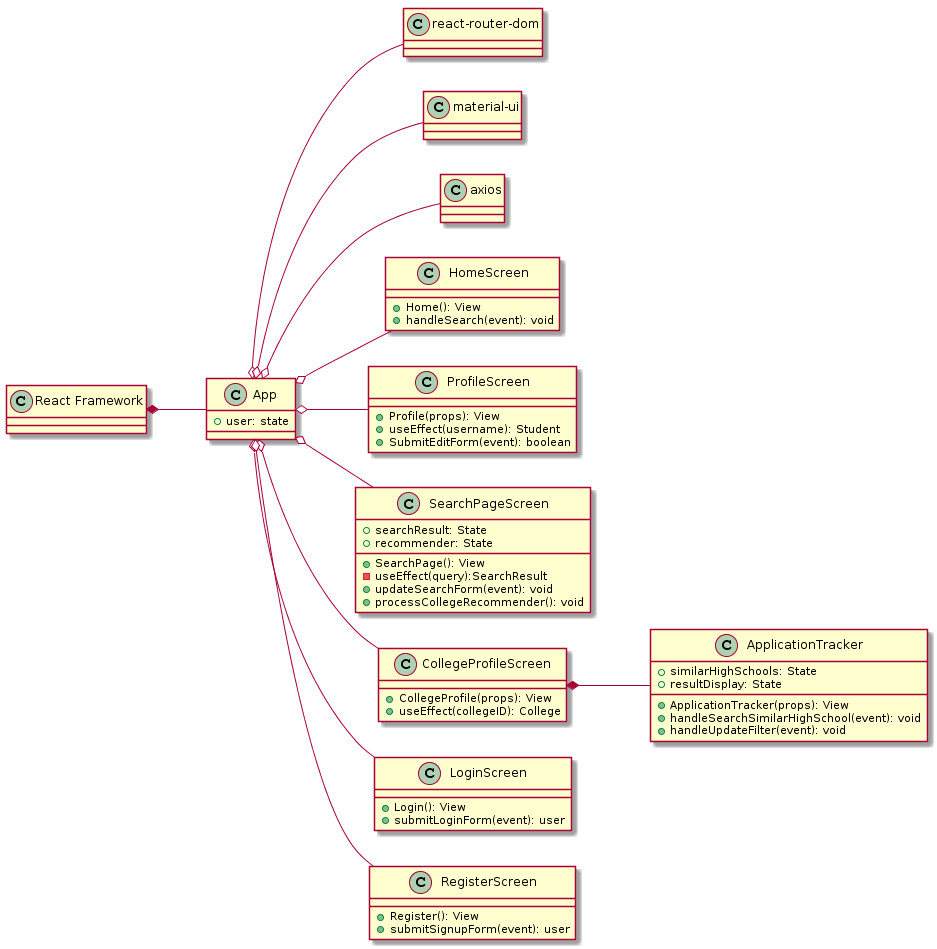 C react-router-dom
C material-ui
C axios
C HomeScreen
Home(): View
handleSearch(event): void
C React Framework
C App
user: state
C ProfileScreen
Profile(props): View
useEffect(username): Student
SubmitEditForm(event): boolean
C SearchPageScreen
searchResult: State
recommender: State
SearchPage(): View
useEffect(query):SearchResult
updateSearchForm(event): void
processCollegeRecommender(): void
C CollegeProfileScreen
CollegeProfile(props): View
useEffect(collegeID): College
C ApplicationTracker
similarHighSchools: State
resultDisplay: State
ApplicationTracker(props): View
handleSearchSimilarHighSchool(event): void
handleUpdateFilter(event): void
C LoginScreen
Login(): View
submitLoginForm(event): user
C RegisterScreen
Register(): View
submitSignupForm(event): user